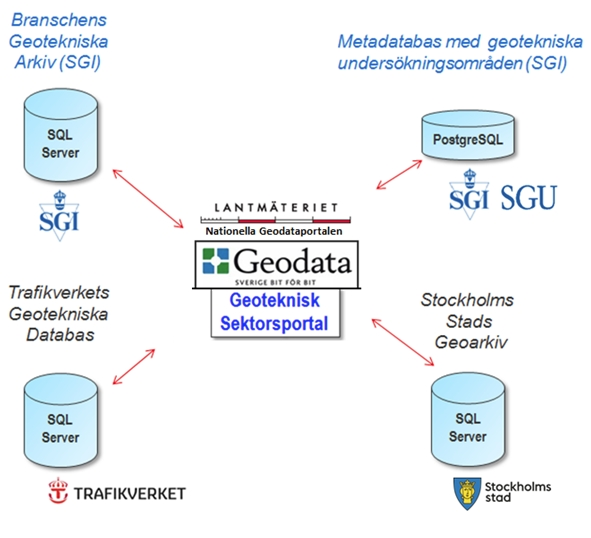 Branschens
Geotekniska
Arkiv (SGI)
Metadatabas med geotekniska
undersökningsområden (SGI)
SQL
Server
PostgreSQL
SGI
SGI SGU
LANTMÄTERIET
Nationella Geodataportalen
Geodata
SVERIGE BIT FÖR BIT
Geoteknisk
Sektorsportal
Trafikverkets
Geotekniska
Databas
Stockholms
Stads
Geoarkiv
SQL
Server
SQL
Server
TRAFIKVERKET
Stockholms
stad